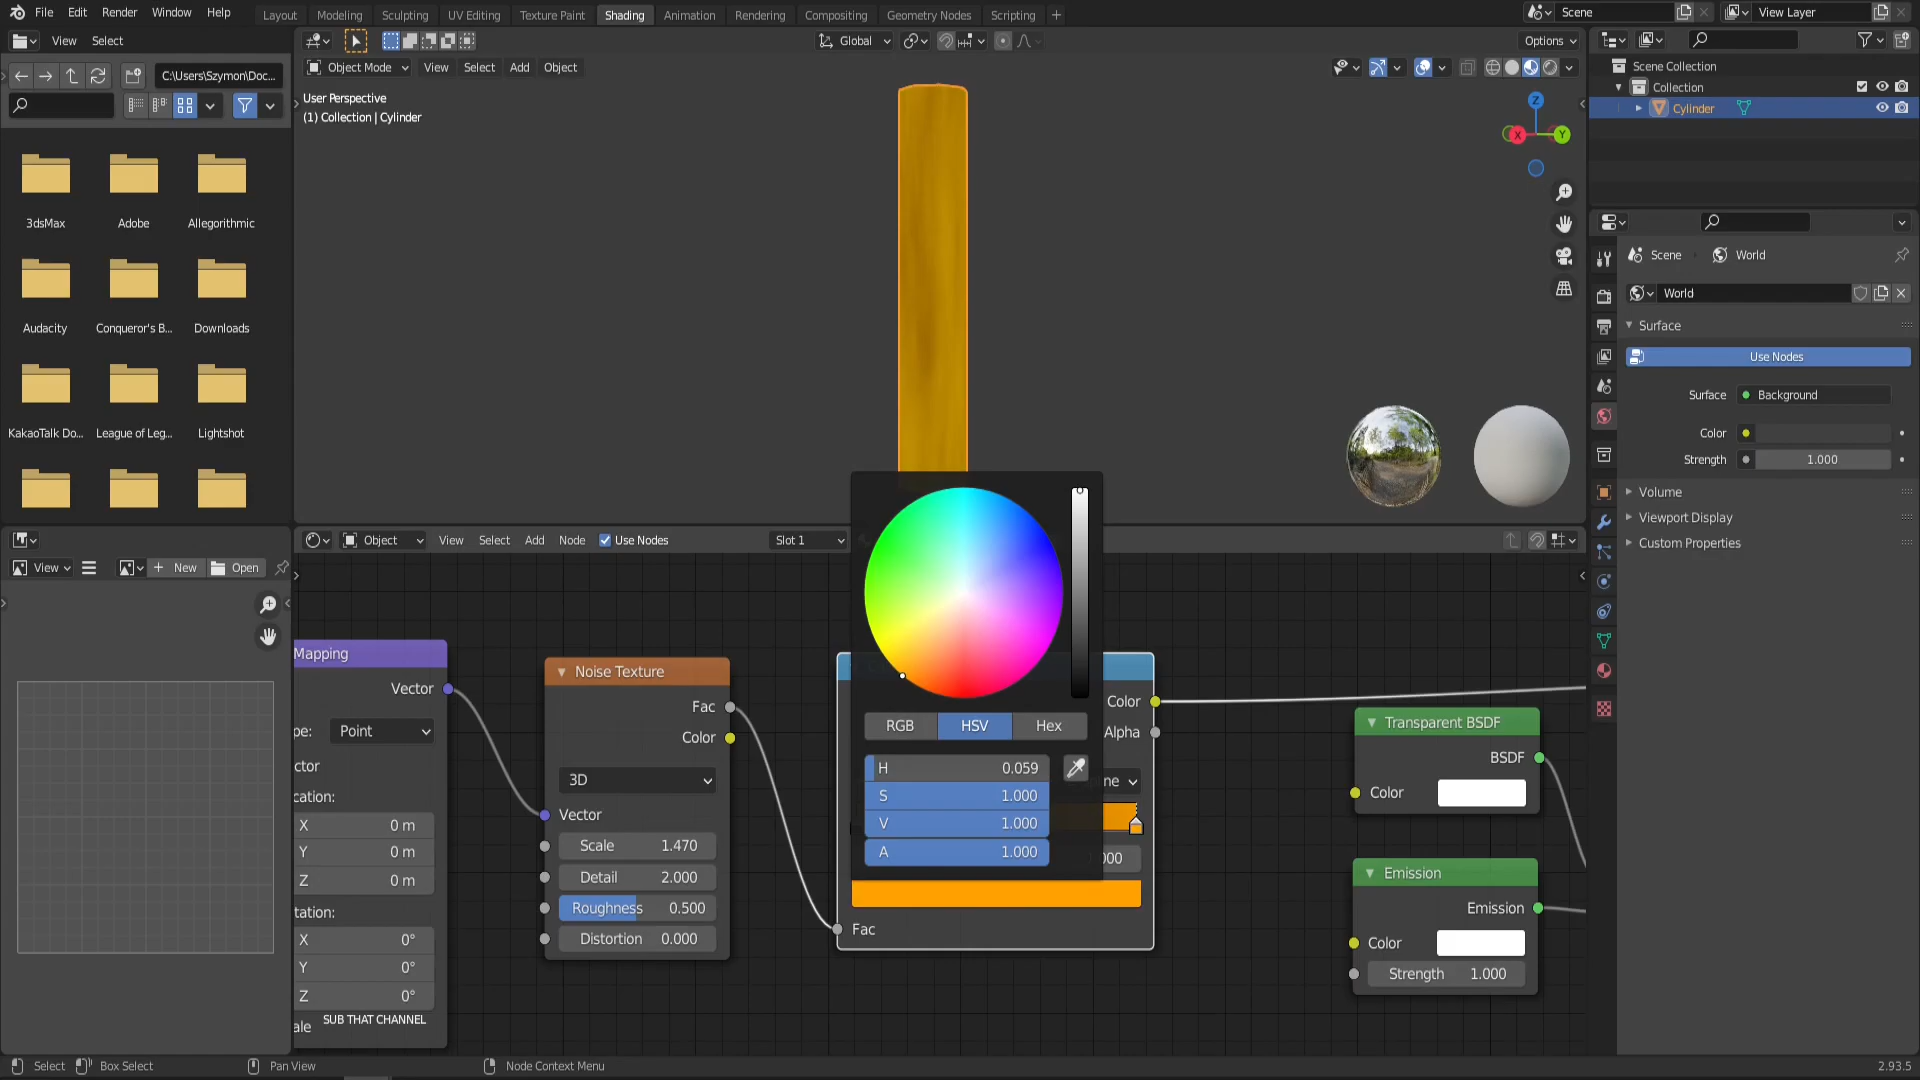 File Edit Render Window Help
Layout Modeling Sculpting UV Editing Texture Paint Shading Animation Rendering Compositing Geometry Nodes Scripting
Scene
View Layer
View Select
Global
Options
C:\Users\Szymon\Doc...
Object Mode View Select Add Object
User Perspective
(1) Collection | Cylinder
Z
X
Y
3dsMax Adobe Allegorithmic
Audacity Conqueror's B... Downloads
KakaoTalk Do... League of Leg... Lightshot
Scene Collection
Collection
Cylinder
Scene World
World
Surface
Use Nodes
Surface Background
Color
Strength 1.000
Volume
Viewport Display
Custom Properties
View New Open
Object View Select Add Node Use Nodes Slot 1
Mapping
Vector
pe: Point
ctor
cation:
X 0 m
Y 0 m
Z 0 m
tation:
X 0°
Y 0°
Z 0°
ale
SUB THAT CHANNEL
Noise Texture
Fac
Color
3D
Vector
Scale 1.470
Detail 2.000
Roughness 0.500
Distortion 0.000
RGB HSV Hex
H 0.059
S 1.000
V 1.000
A 1.000
Color
Alpha
ne
000
Fac
Transparent BSDF
BSDF
Color
Emission
Emission
Color
Strength 1.000
Select Box Select Pan View Node Context Menu
2.93.5